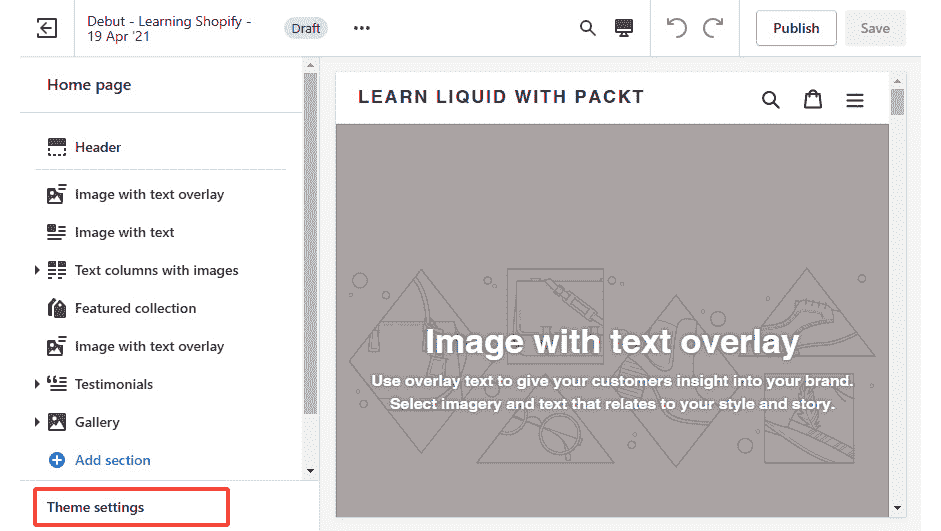 Debut - Learning Shopify -
19 Apr '21
Draft
Publish
Save
Home page
Header
Image with text overlay
Image with text
Text columns with images
Featured collection
Image with text overlay
Testimonials
Gallery
Add section
Theme settings
LEARN LIQUID WITH PACKT
Image with text overlay
Use overlay text to give your customers insight into your brand.
Select imagery and text that relates to your style and story.